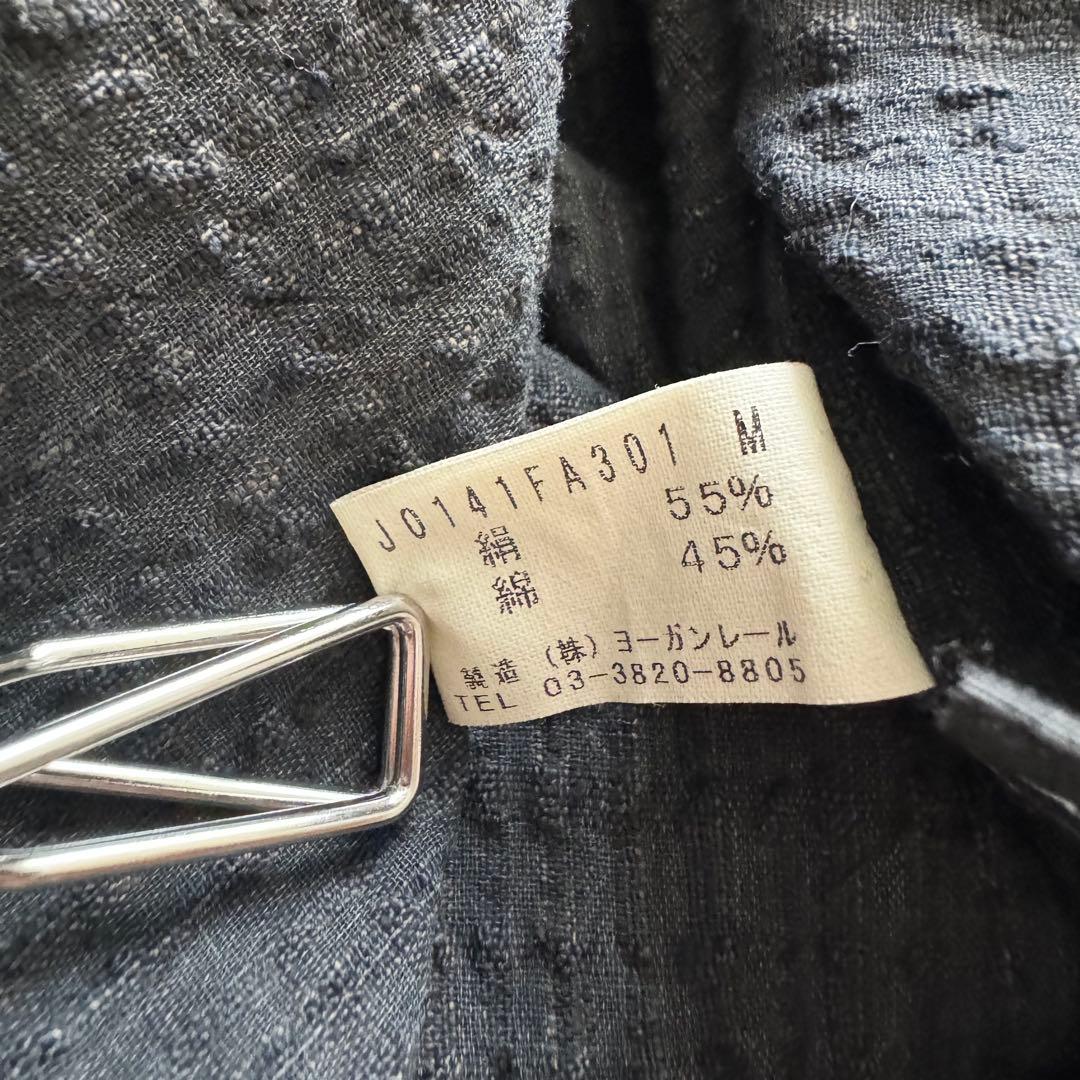 J0141FA301 M
絹 55%
綿 45%
製造 (株)ヨーガンレール
TEL 03-3820-8805